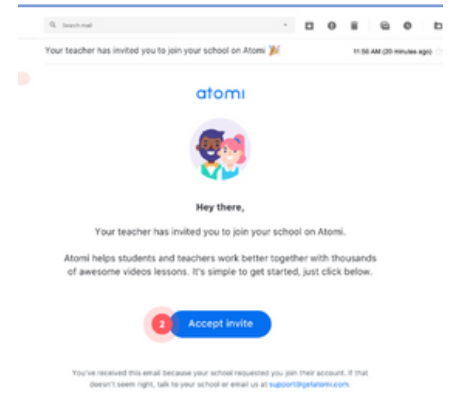 Search mail
Your teacher has invited you to join your school on Atomi 🎉
11:56 AM (20 minutes ago)
atomi
Hey there,
Your teacher has invited you to join your school on Atomi.
Atomi helps students and teachers work better together with thousands
of awesome videos lessons. It's simple to get started, just click below.
2
Accept invite
You've received this email because your school requested you join their account. If that
doesn't seem right, talk to your school or email us at support@getatomi.com.